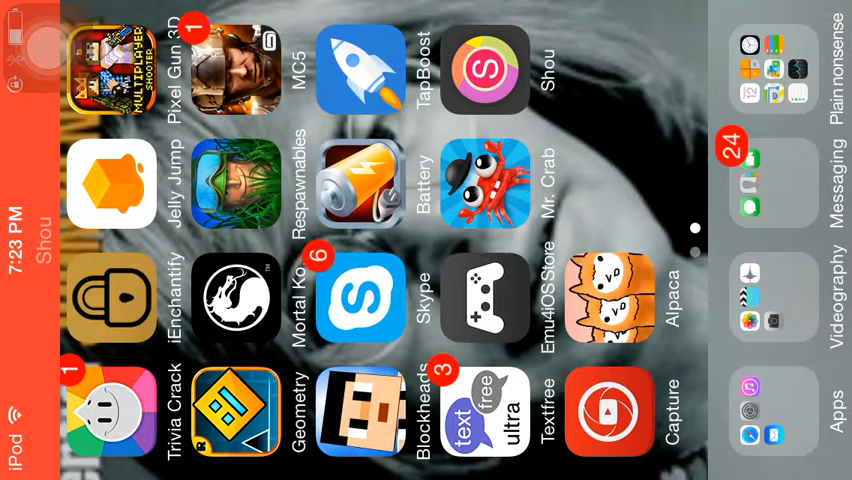 iPod
7:23 PM
Shou
1
Trivia Crack
iEnchantify
Jelly Jump
MULTIPLAYER
SHOOTER
Pixel Gun 3D
R
Geometry
Mortal Ko
Respawnables
1
MC5
Blockheads
6
Skype
Battery
TapBoost
3
text
free
ultra
Textfree
Emu4iOSStore
Mr. Crab
Shou
Capture
Alpaca
Apps
Videography
24
Messaging
12
Plain nonsense